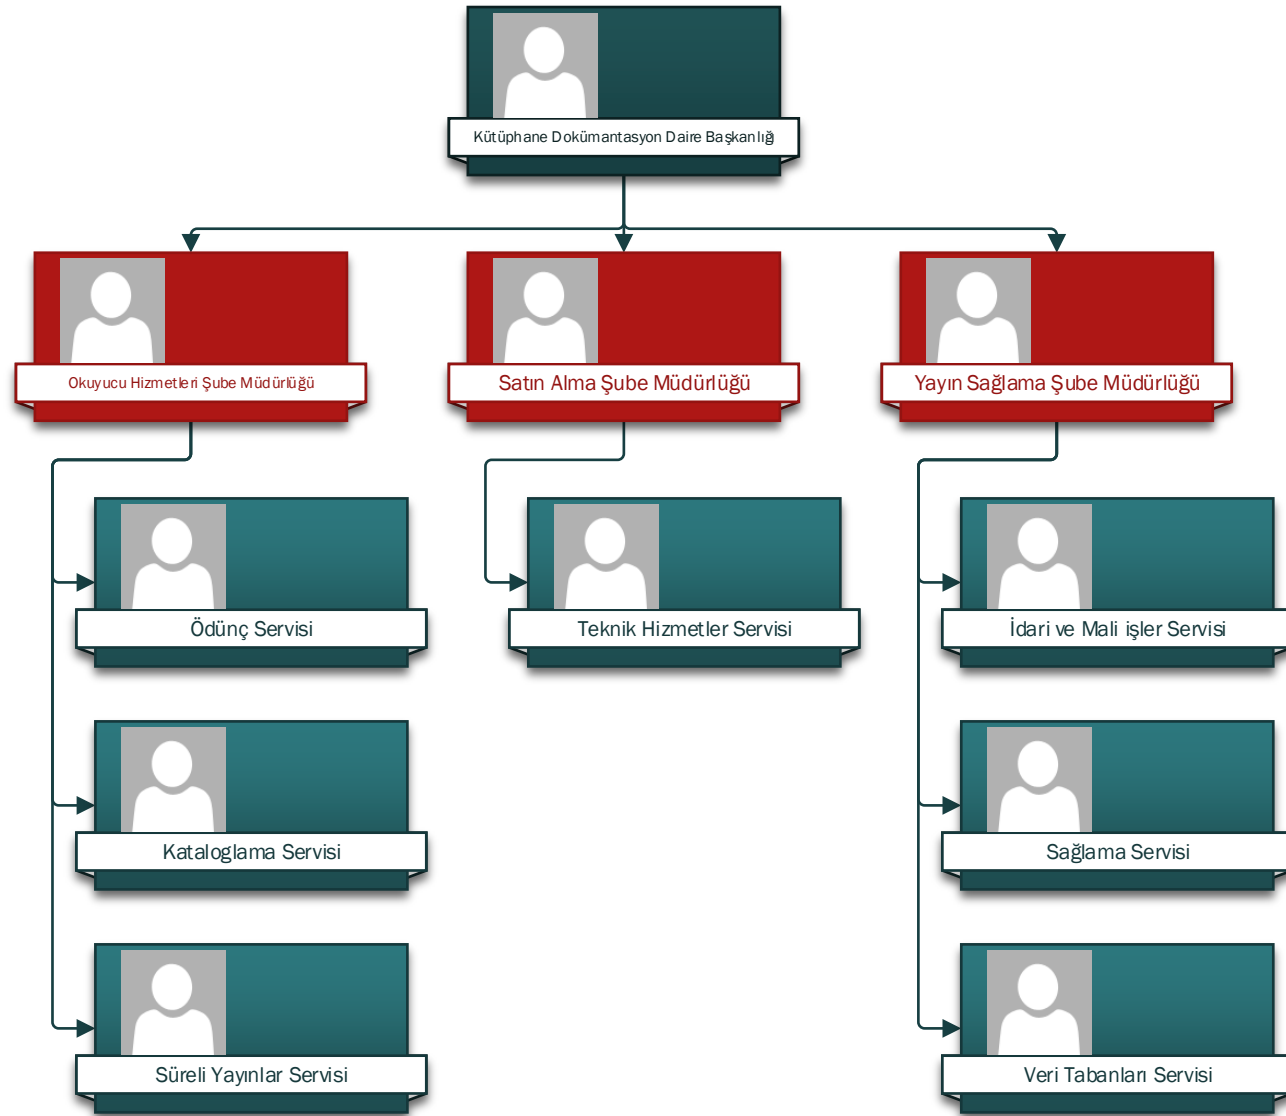 Kütüphane Dokümantasyon Daire Başkanlığı
Okuyucu Hizmetleri Şube Müdürlüğü
Satın Alma Şube Müdürlüğü
Yayın Sağlama Şube Müdürlüğü
Ödünç Servisi
Teknik Hizmetler Servisi
İdari ve Mali işler Servisi
Kataloglama Servisi
Sağlama Servisi
Süreli Yayınlar Servisi
Veri Tabanları Servisi